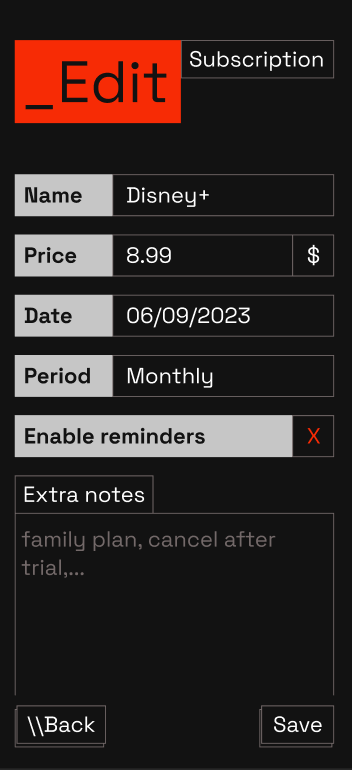 _Edit
Subscription
Name
Disney+
Price
8.99
$
Date
06/09/2023
Period
Monthly
Enable reminders
X
Extra notes
family plan, cancel after
trial,...
\\Back
Save